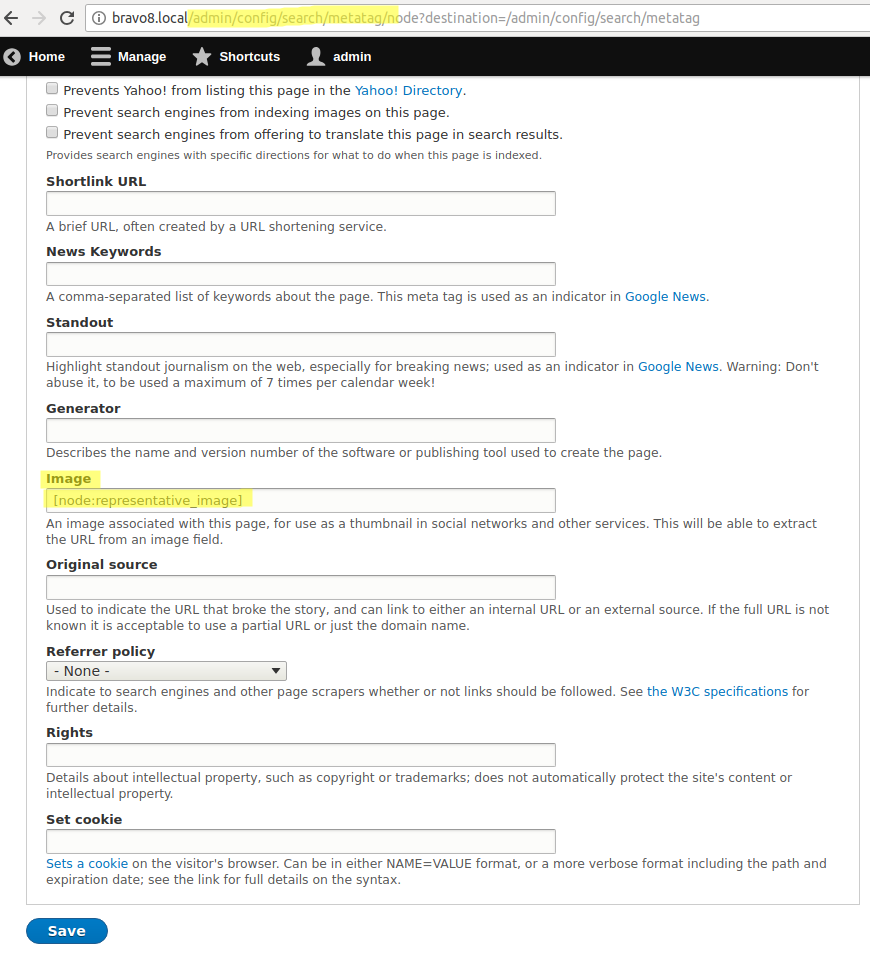 bravo8.local/admin/config/search/metatag/node?destination=/admin/config/search/metatag
Home Manage Shortcuts admin
Prevents Yahoo! from listing this page in the Yahoo! Directory.
Prevent search engines from indexing images on this page.
Prevent search engines from offering to translate this page in search results.
Provides search engines with specific directions for what to do when this page is indexed.
Shortlink URL
A brief URL, often created by a URL shortening service.
News Keywords
A comma-separated list of keywords about the page. This meta tag is used as an indicator in Google News.
Standout
Highlight standout journalism on the web, especially for breaking news; used as an indicator in Google News. Warning: Don't
abuse it, to be used a maximum of 7 times per calendar week!
Generator
Describes the name and version number of the software or publishing tool used to create the page.
Image
[node:representative_image]
An image associated with this page, for use as a thumbnail in social networks and other services. This will be able to extract
the URL from an image field.
Original source
Used to indicate the URL that broke the story, and can link to either an internal URL or an external source. If the full URL is not
known it is acceptable to use a partial URL or just the domain name.
Referrer policy
- None -
Indicate to search engines and other page scrapers whether or not links should be followed. See the W3C specifications for
further details.
Rights
Details about intellectual property, such as copyright or trademarks; does not automatically protect the site's content or
intellectual property.
Set cookie
Sets a cookie on the visitor's browser. Can be in either NAME=VALUE format, or a more verbose format including the path and
expiration date; see the link for full details on the syntax.
Save